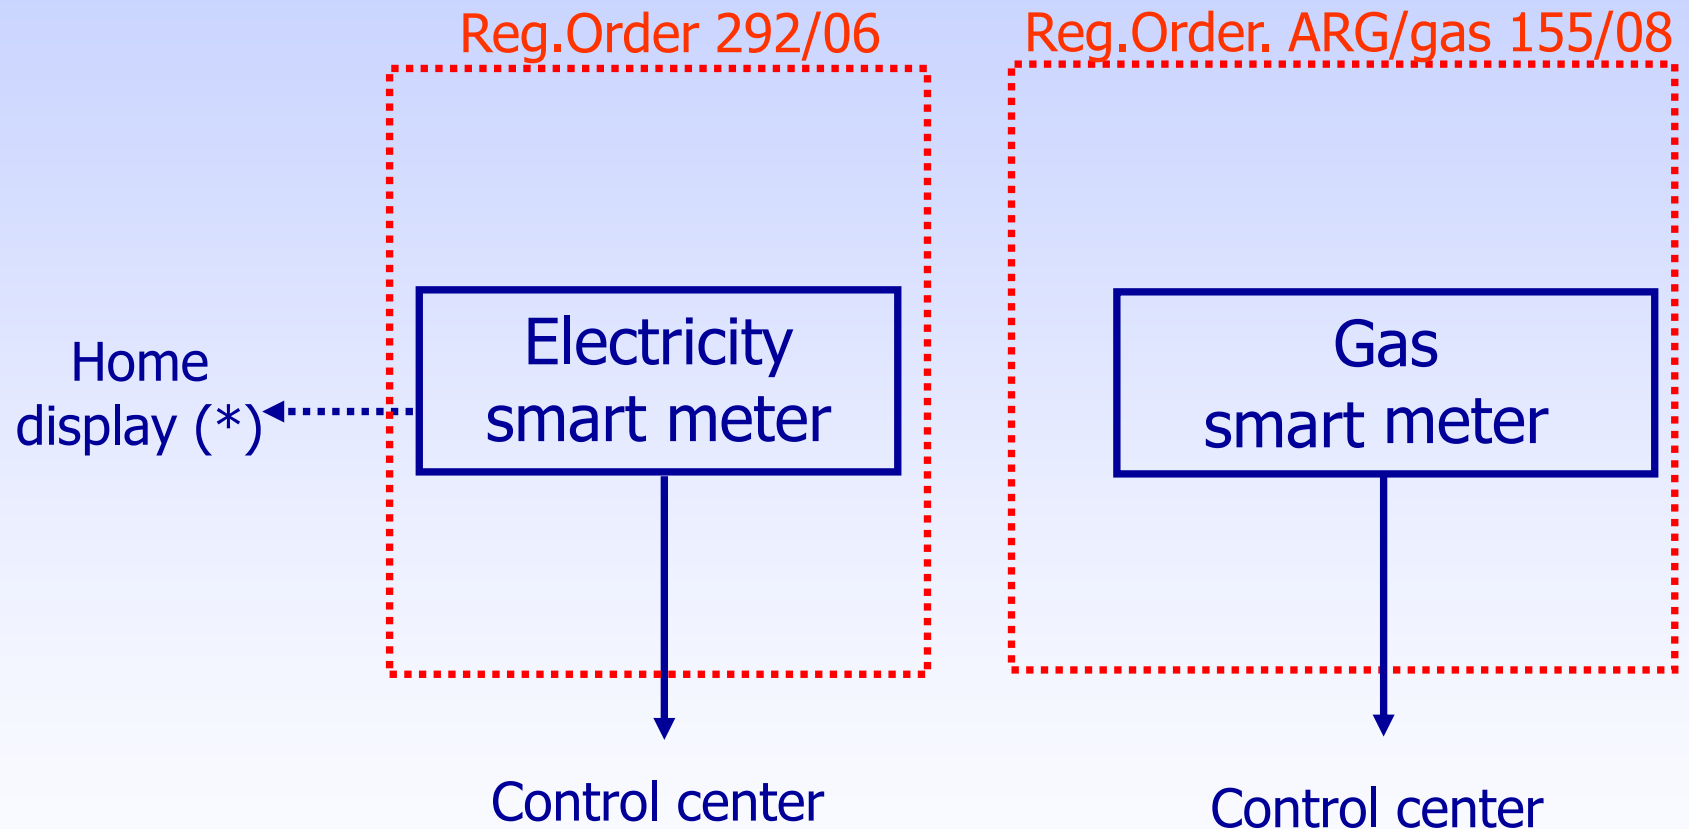 Reg.Order 292/06
Reg.Order. ARG/gas 155/08
Home
display (*)
Electricity
smart meter
Gas
smart meter
Control center
Control center